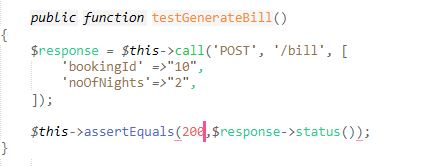 public function testGenerateBill()
{
$response = $this->call('POST', '/bill', [
'bookingId' =>"10",
'noOfNights'=>"2",
]);
$this->assertEquals(200,$response->status());
}